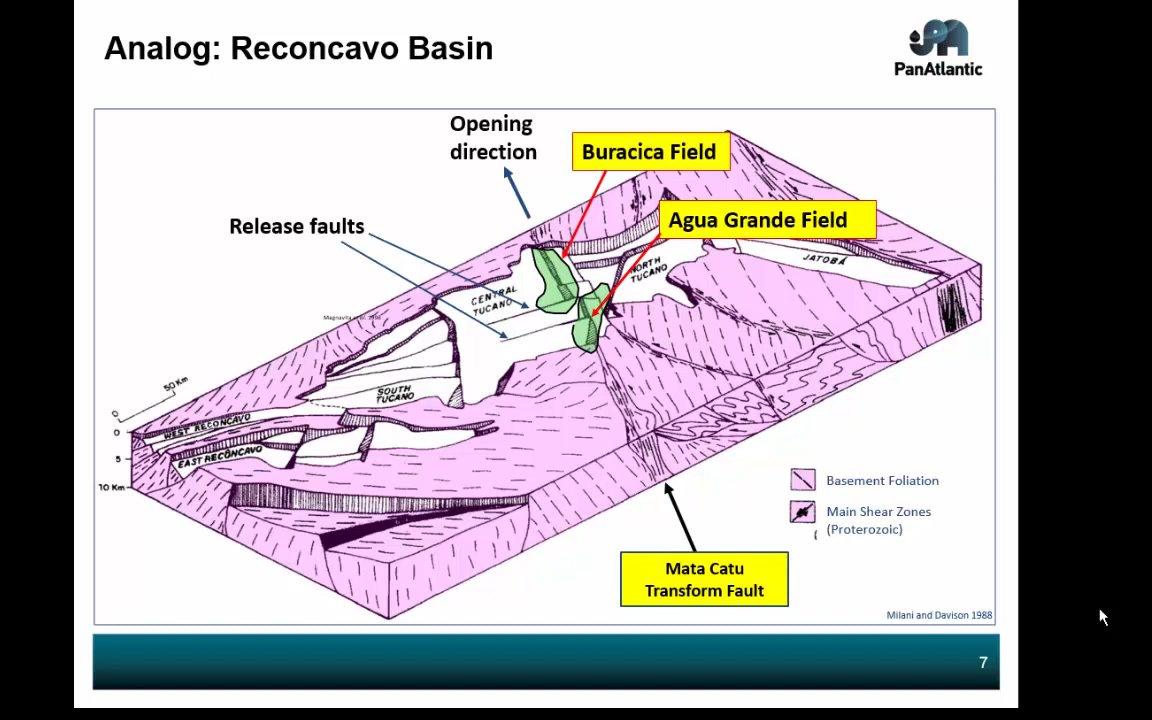 Analog: Reconcavo Basin
PanAtlantic
Opening
direction
Buracica Field
Release faults
Agua Grande Field
NORTH
TUCANO
JATOBÁ
CENTRAL
TUCANO
50 Km
0
SOUTH
TUCANO
0
WEST RECONCAVO
5
EAST RECÔNCAVO
10 Km
Basement Foliation
Main Shear Zones
(Proterozoic)
Mata Catu
Transform Fault
Milani and Davison 1988
7